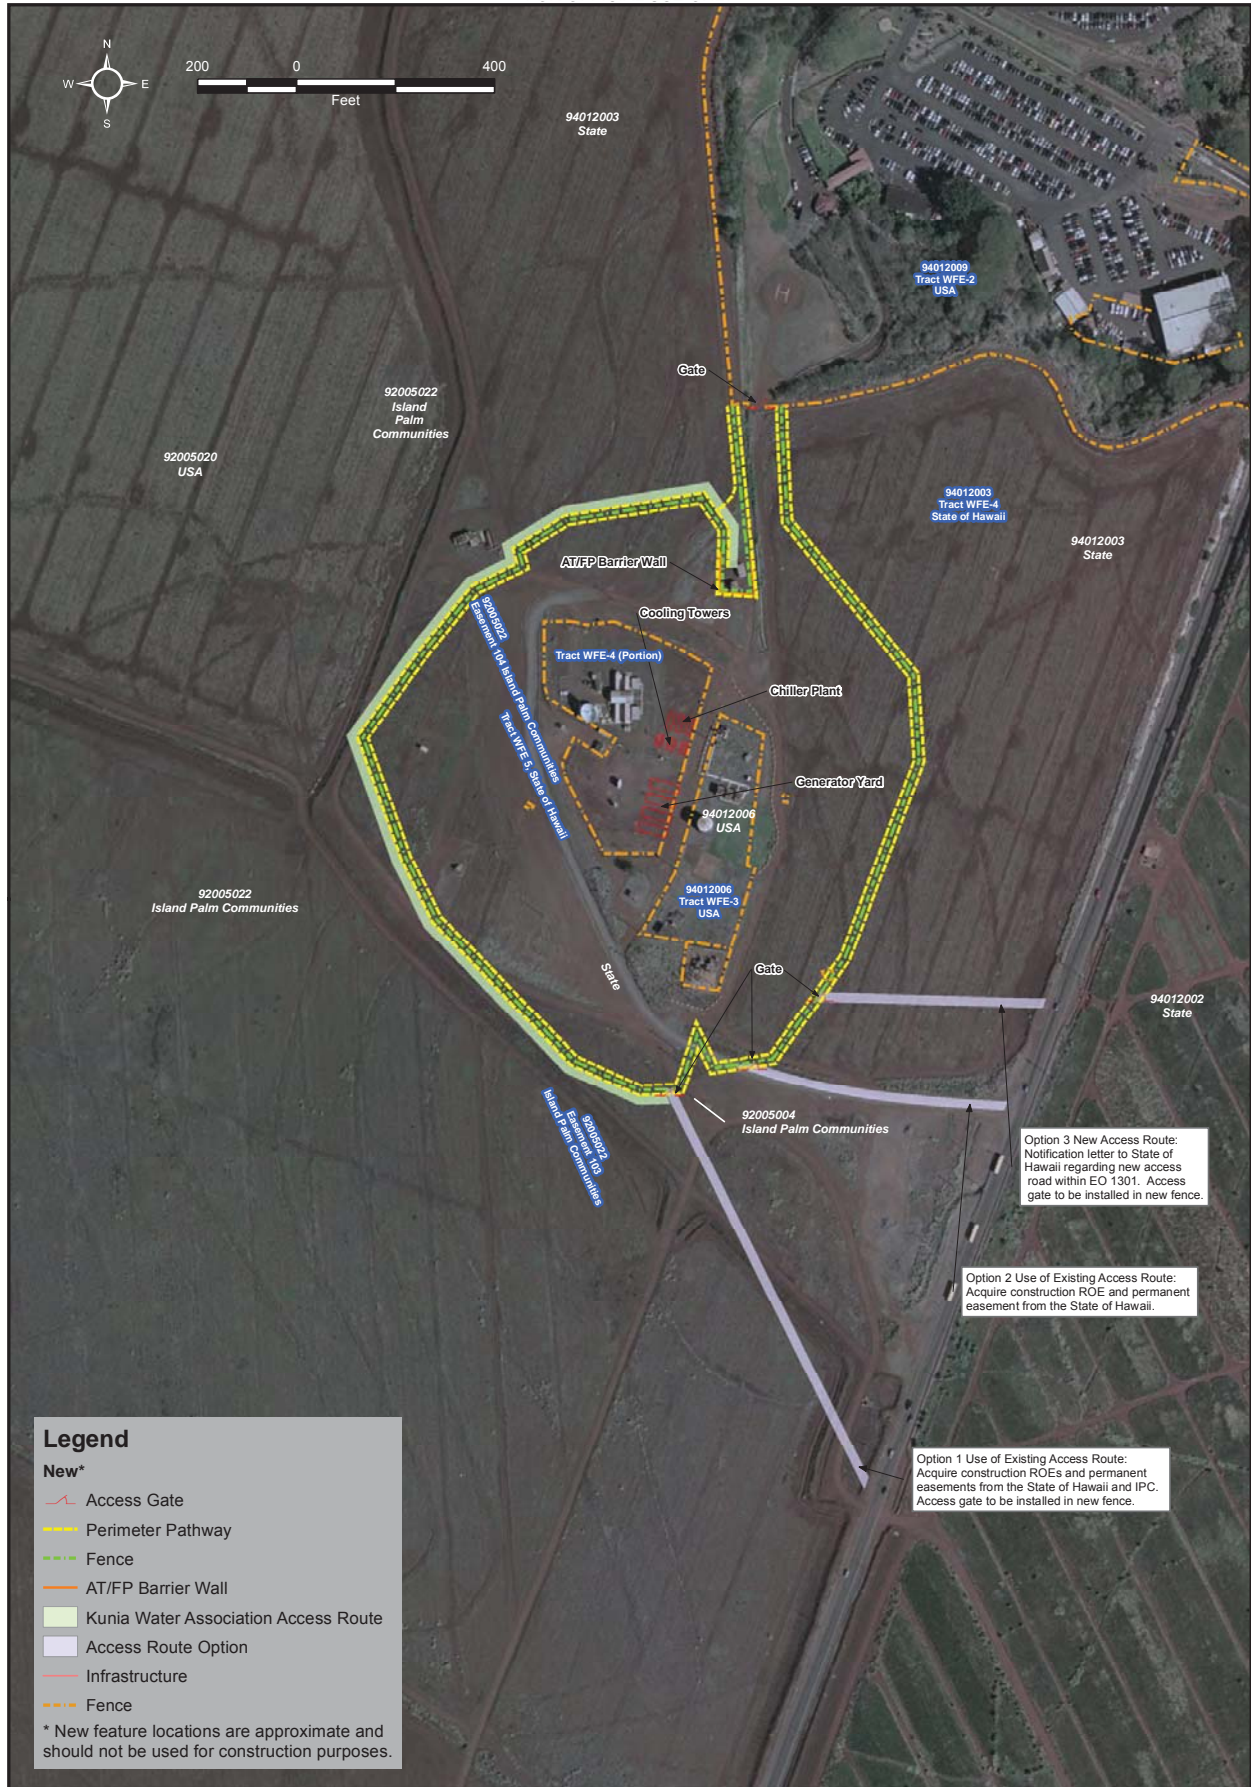 N
W E
S
200 0 400
Feet
94012003
State
94012009
Tract WFE-2
USA
Gate
92005022
Island
Palm
Communities
92005020
USA
94012003
Tract WFE-4
State of Hawaii
94012003
State
AT/FP Barrier Wall
Cooling Towers
92005022
Easement 104 Island Palm Communities
Tract WFE 5, State of Hawaii
Tract WFE-4 (Portion)
Chiller Plant
Generator Yard
94012006
USA
92005022
Island Palm Communities
94012006
Tract WFE-3
USA
State
Gate
94012002
State
92005022
Easement 103
Island Palm Communities
92005004
Island Palm Communities
Option 3 New Access Route:
Notification letter to State of
Hawaii regarding new access
road within EO 1301. Access
gate to be installed in new fence.
Option 2 Use of Existing Access Route:
Acquire construction ROE and permanent
easement from the State of Hawaii.
Option 1 Use of Existing Access Route:
Acquire construction ROEs and permanent
easements from the State of Hawaii and IPC.
Access gate to be installed in new fence.
Legend
New*
Access Gate
Perimeter Pathway
Fence
AT/FP Barrier Wall
Kunia Water Association Access Route
Access Route Option
Infrastructure
Fence
* New feature locations are approximate and
should not be used for construction purposes.